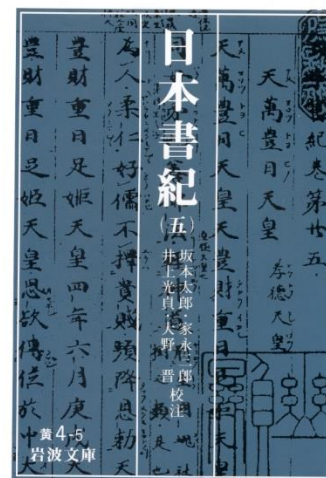 日本書紀
(五)
坂本太郎・家永三郎
井上光貞・大野 晋 校注
黄4-5
岩波文庫
天萬豊日天皇
孝徳天皇
天萬豊日天皇天豊財重日
為人柔仁好儒不擇貴賤頻降恩勅天
豊財重日足姫天皇四年六月庚戌天
豊財重日足姫天皇思欲傳位於中大